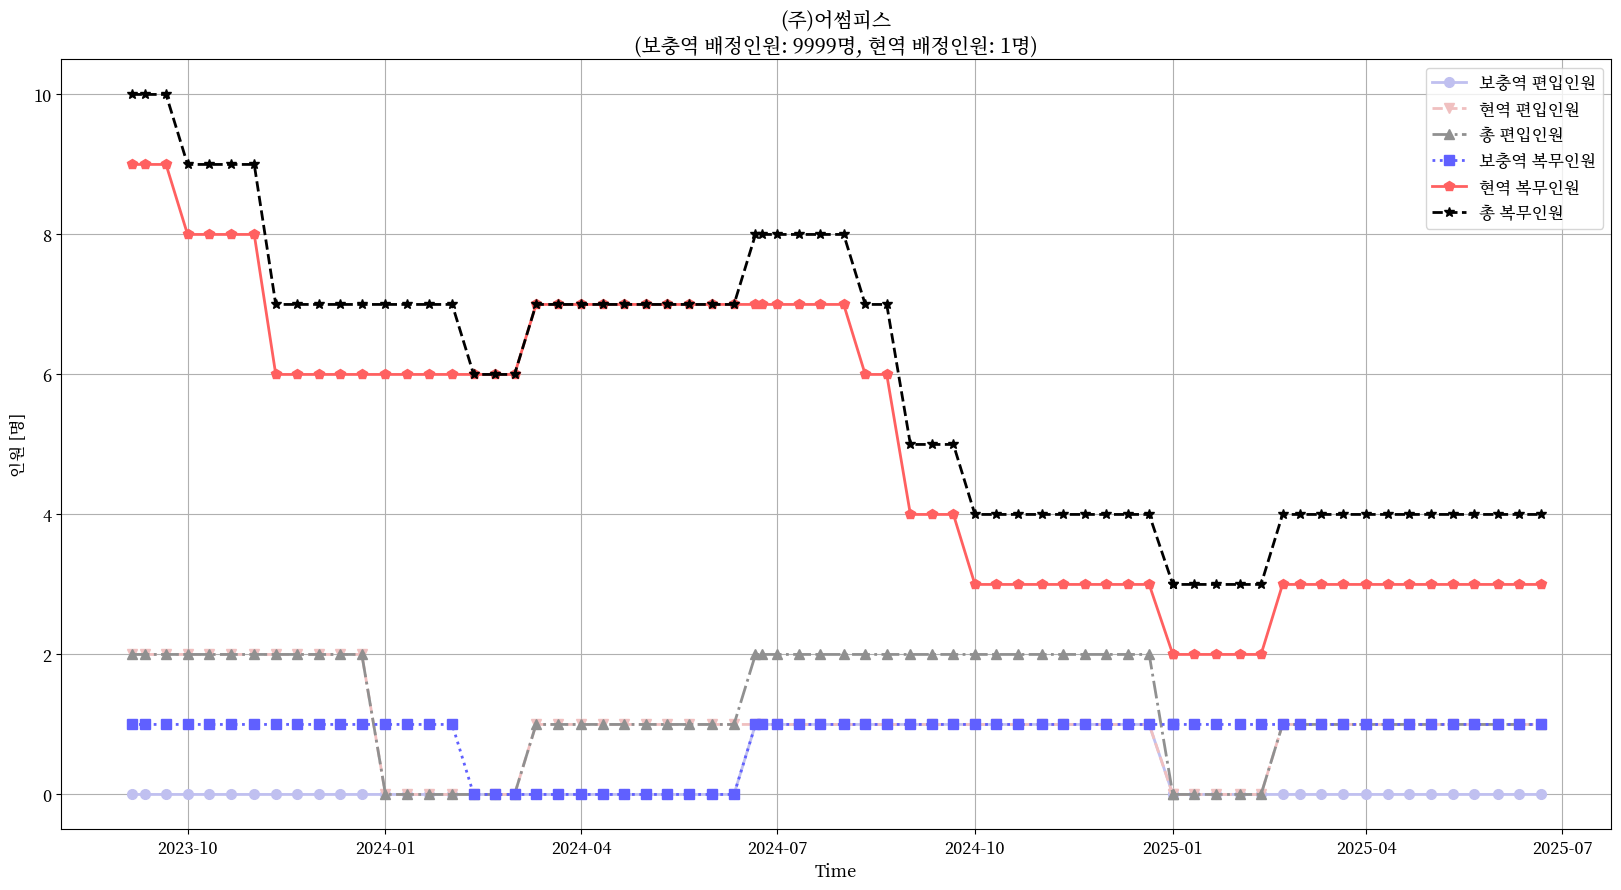 (주)어썸피스
(보충역 배정인원: 9999명, 현역 배정인원: 1명)
보충역 편입인원
현역 편입인원
총 편입인원
보충역 복무인원
현역 복무인원
총 복무인원
인원 [명]
10
8
6
4
2
0
2023-10
2024-01
2024-04
2024-07
2024-10
2025-01
2025-04
2025-07
Time